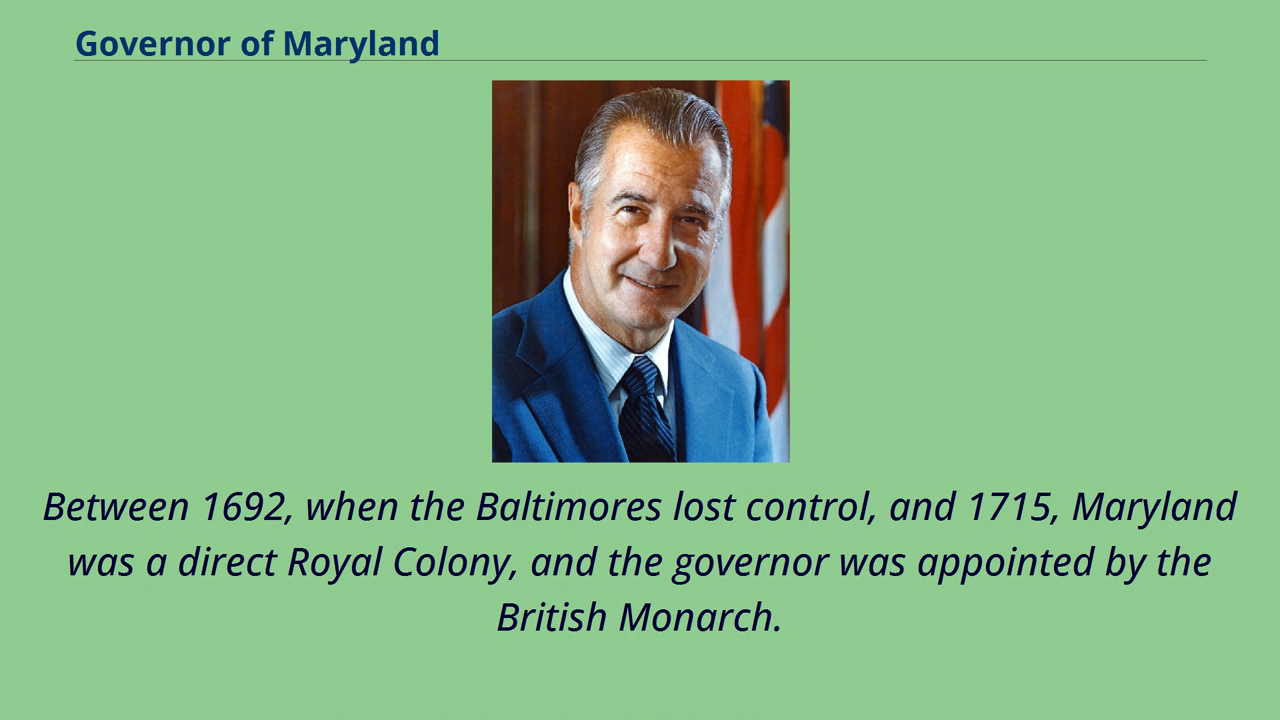 Governor of Maryland
Between 1692, when the Baltimores lost control, and 1715, Maryland
was a direct Royal Colony, and the governor was appointed by the
British Monarch.